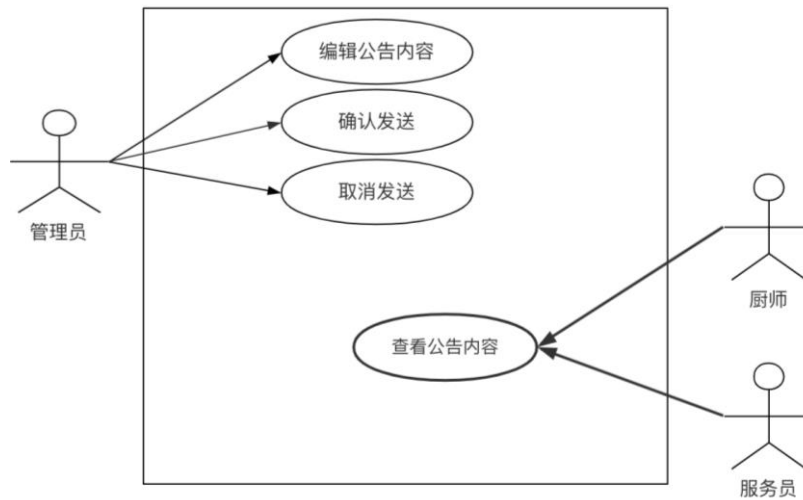 编辑公告内容
确认发送
取消发送
管理员
厨师
查看公告内容
服务员